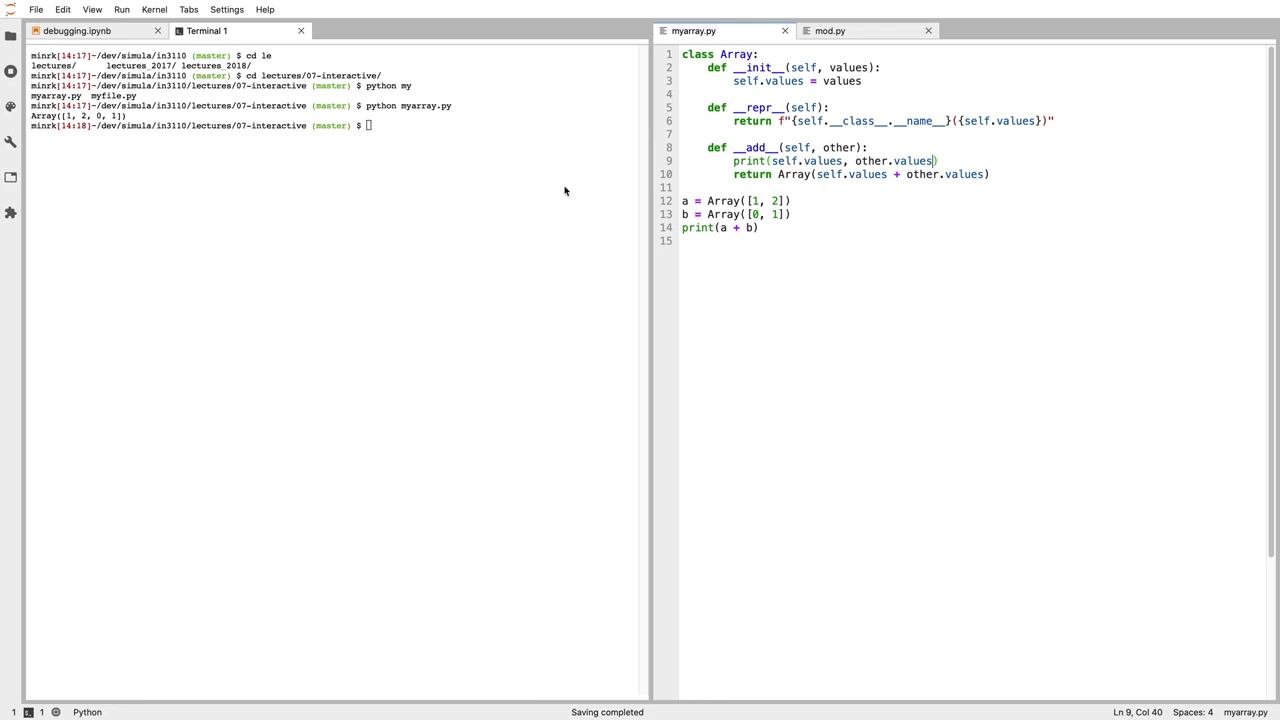 File Edit View Run Kernel Tabs Settings Help
debugging.ipynb Terminal 1
minrk[14:17]~/dev/simula/in3110 (master) $ cd le
lectures/ lectures_2017/ lectures_2018/
minrk[14:17]~/dev/simula/in3110 (master) $ cd lectures/07-interactive/
minrk[14:17]~/dev/simula/in3110/lectures/07-interactive (master) $ python my
myarray.py myfile.py
minrk[14:17]~/dev/simula/in3110/lectures/07-interactive (master) $ python myarray.py
Array([1, 2, 0, 1])
minrk[14:18]~/dev/simula/in3110/lectures/07-interactive (master) $
myarray.py mod.py
1 class Array:
2     def __init__(self, values):
3         self.values = values
4
5     def __repr__(self):
6         return f"{self.__class__.__name__}({self.values})"
7
8     def __add__(self, other):
9         print(self.values, other.values)
10         return Array(self.values + other.values)
11
12 a = Array([1, 2])
13 b = Array([0, 1])
14 print(a + b)
15
1 1 Python Saving completed Ln 9, Col 40 Spaces: 4 myarray.py